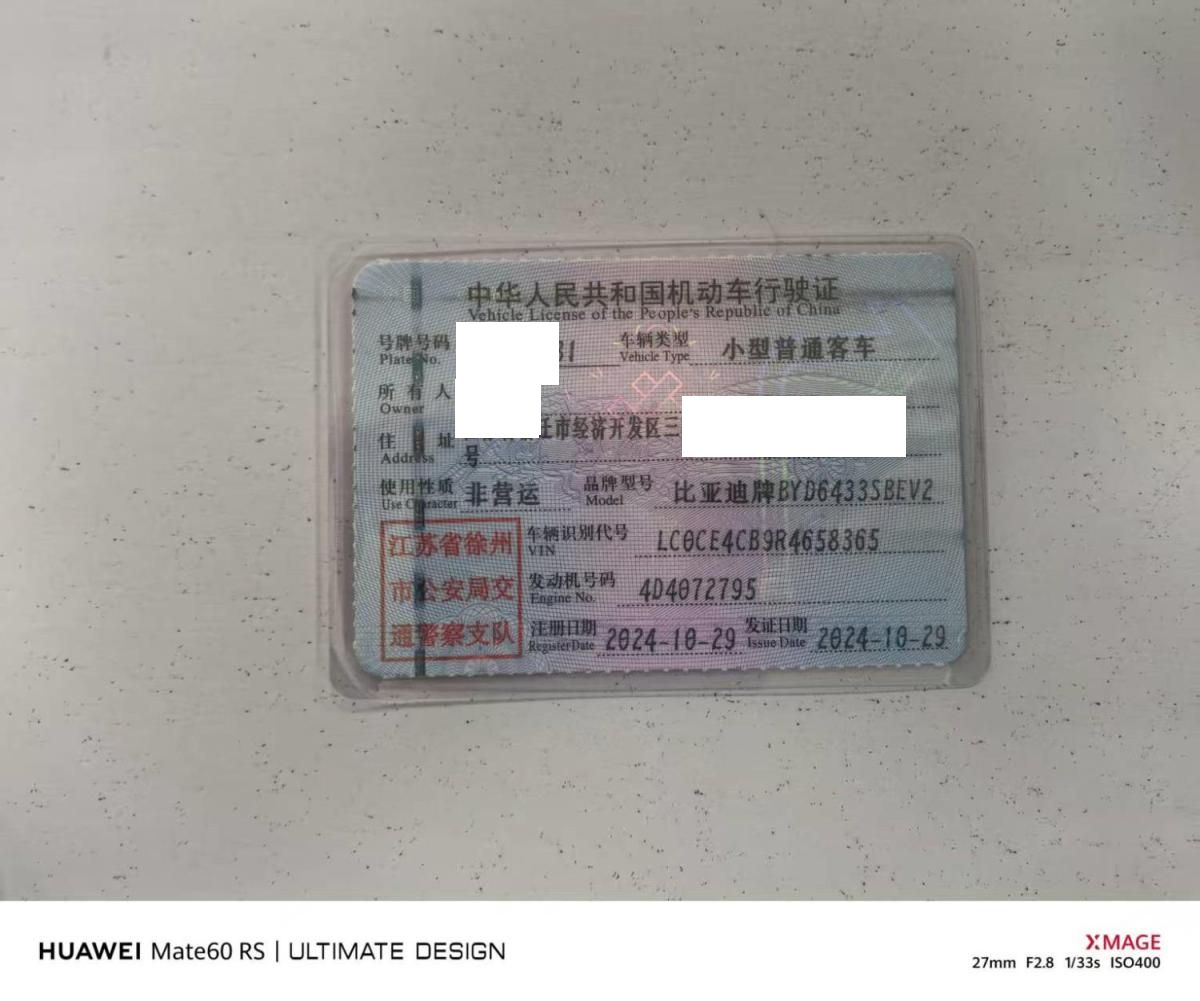 中华人民共和国机动车行驶证
Vehicle License of the People's Republic of China
号牌号码 31 车辆类型 小型普通客车
Plate No. Vehicle Type
所有人
Owner
住址 迁市经济开发区三
Address 号
使用性质 非营运 品牌型号 比亚迪牌BYD6433SBEV2
Use Character Model
江苏省徐州
市公安局交
通警察支队
车辆识别代号 LC0CE4CB9R4658365
VIN
发动机号码 4D4072795
Engine No.
注册日期 2024-10-29 发证日期 2024-10-29
Register Date Issue Date
HUAWEI Mate60 RS | ULTIMATE DESIGN
XMAGE
27mm F2.8 1/33s ISO400